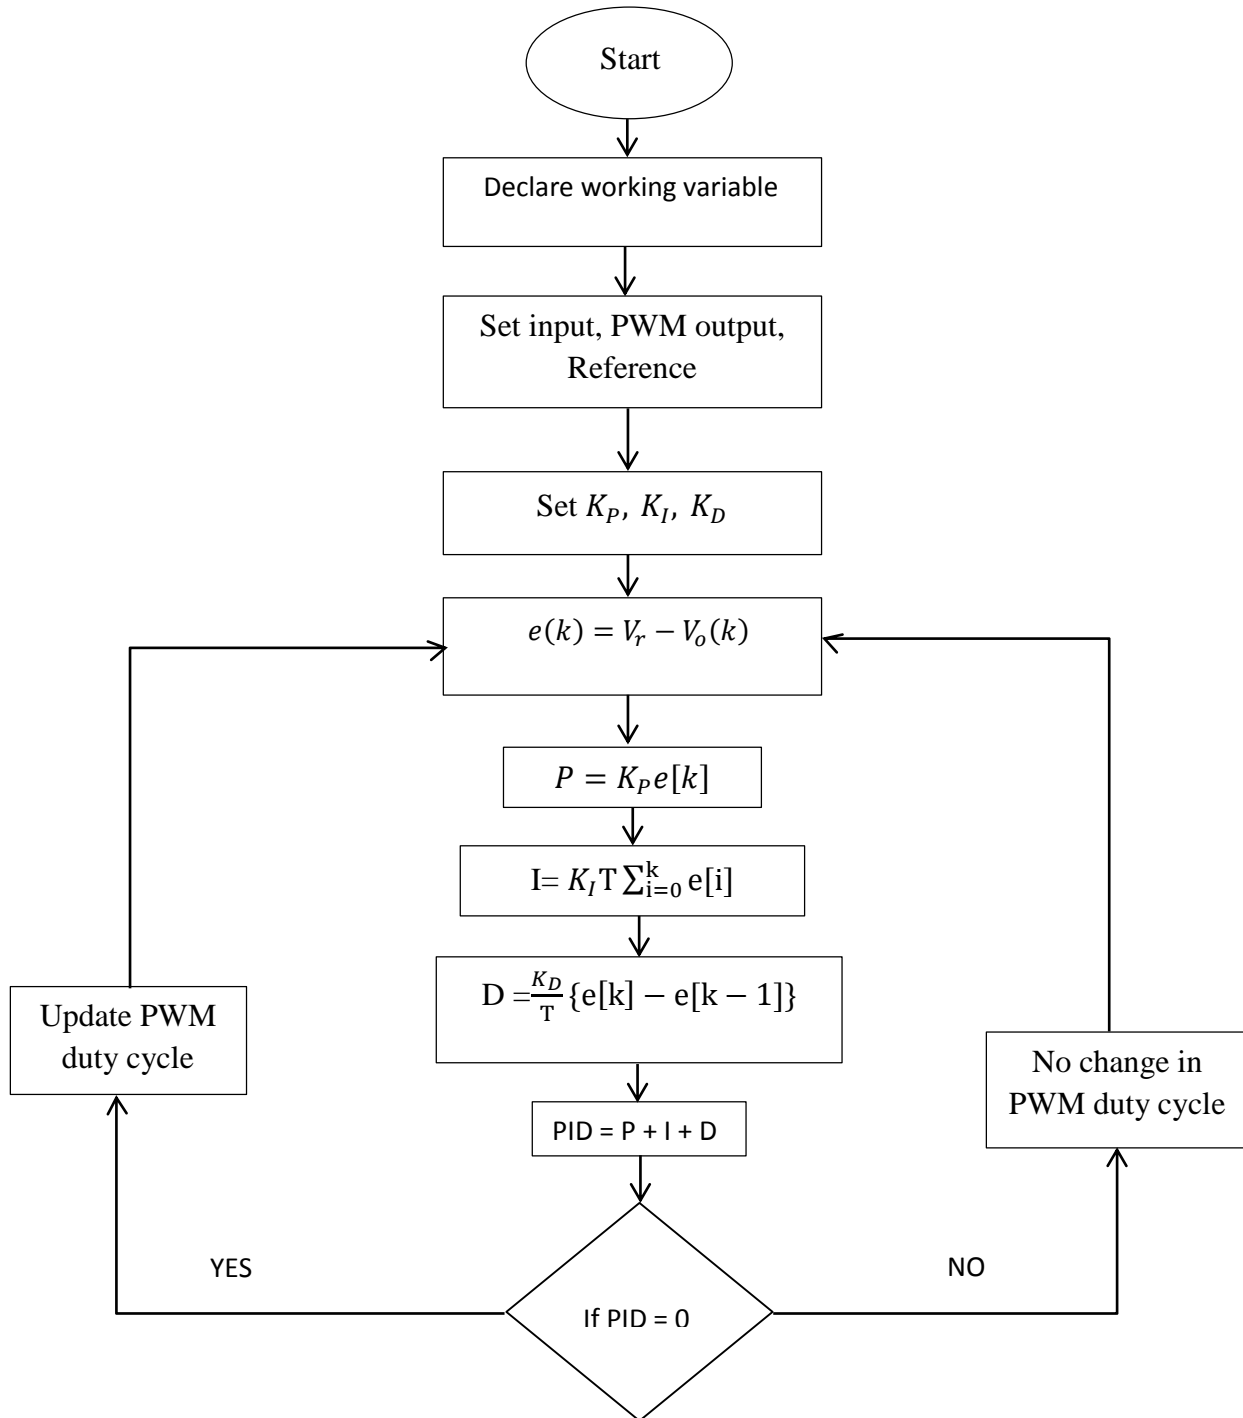 Start
Declare working variable
Set input, PWM output,
Reference
Set K_P, K_I, K_D
e(k) = V_r − V_o(k)
P = K_P e[k]
I= K_I T ∑_{i=0}^{k} e[i]
D = \frac{K_D}{T} {e[k] − e[k − 1]}
Update PWM
duty cycle
No change in
PWM duty cycle
PID = P + I + D
YES
NO
If PID = 0